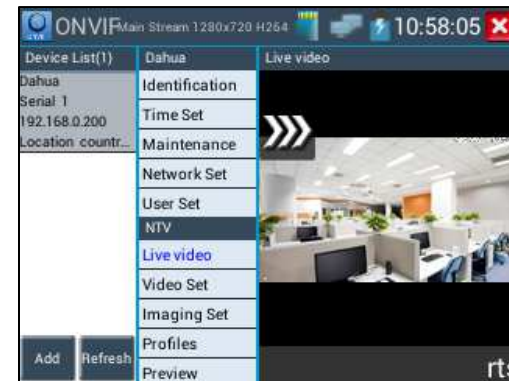 ONVIF Main Stream 1280x720 H264 10:58:05
Device List(1)
Dahua
Serial 1
192.168.0.200
Location countr...
Add
Refresh
Dahua
Identification
Time Set
Maintenance
Network Set
User Set
NTV
Live video
Video Set
Imaging Set
Profiles
Preview
Live video
rts